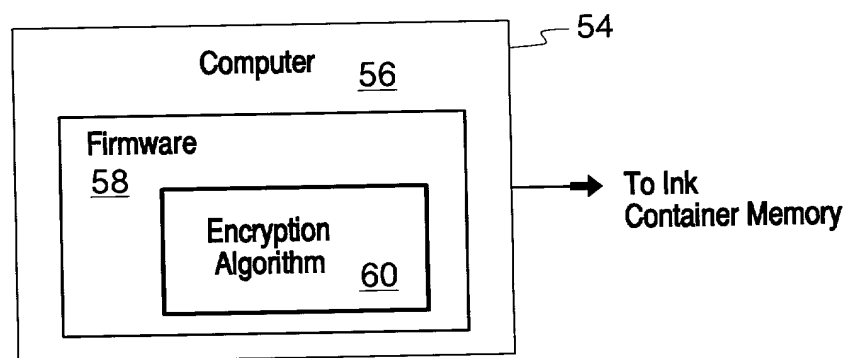 54
Computer 56
Firmware
58
Encryption
Algorithm 60
To Ink
Container Memory